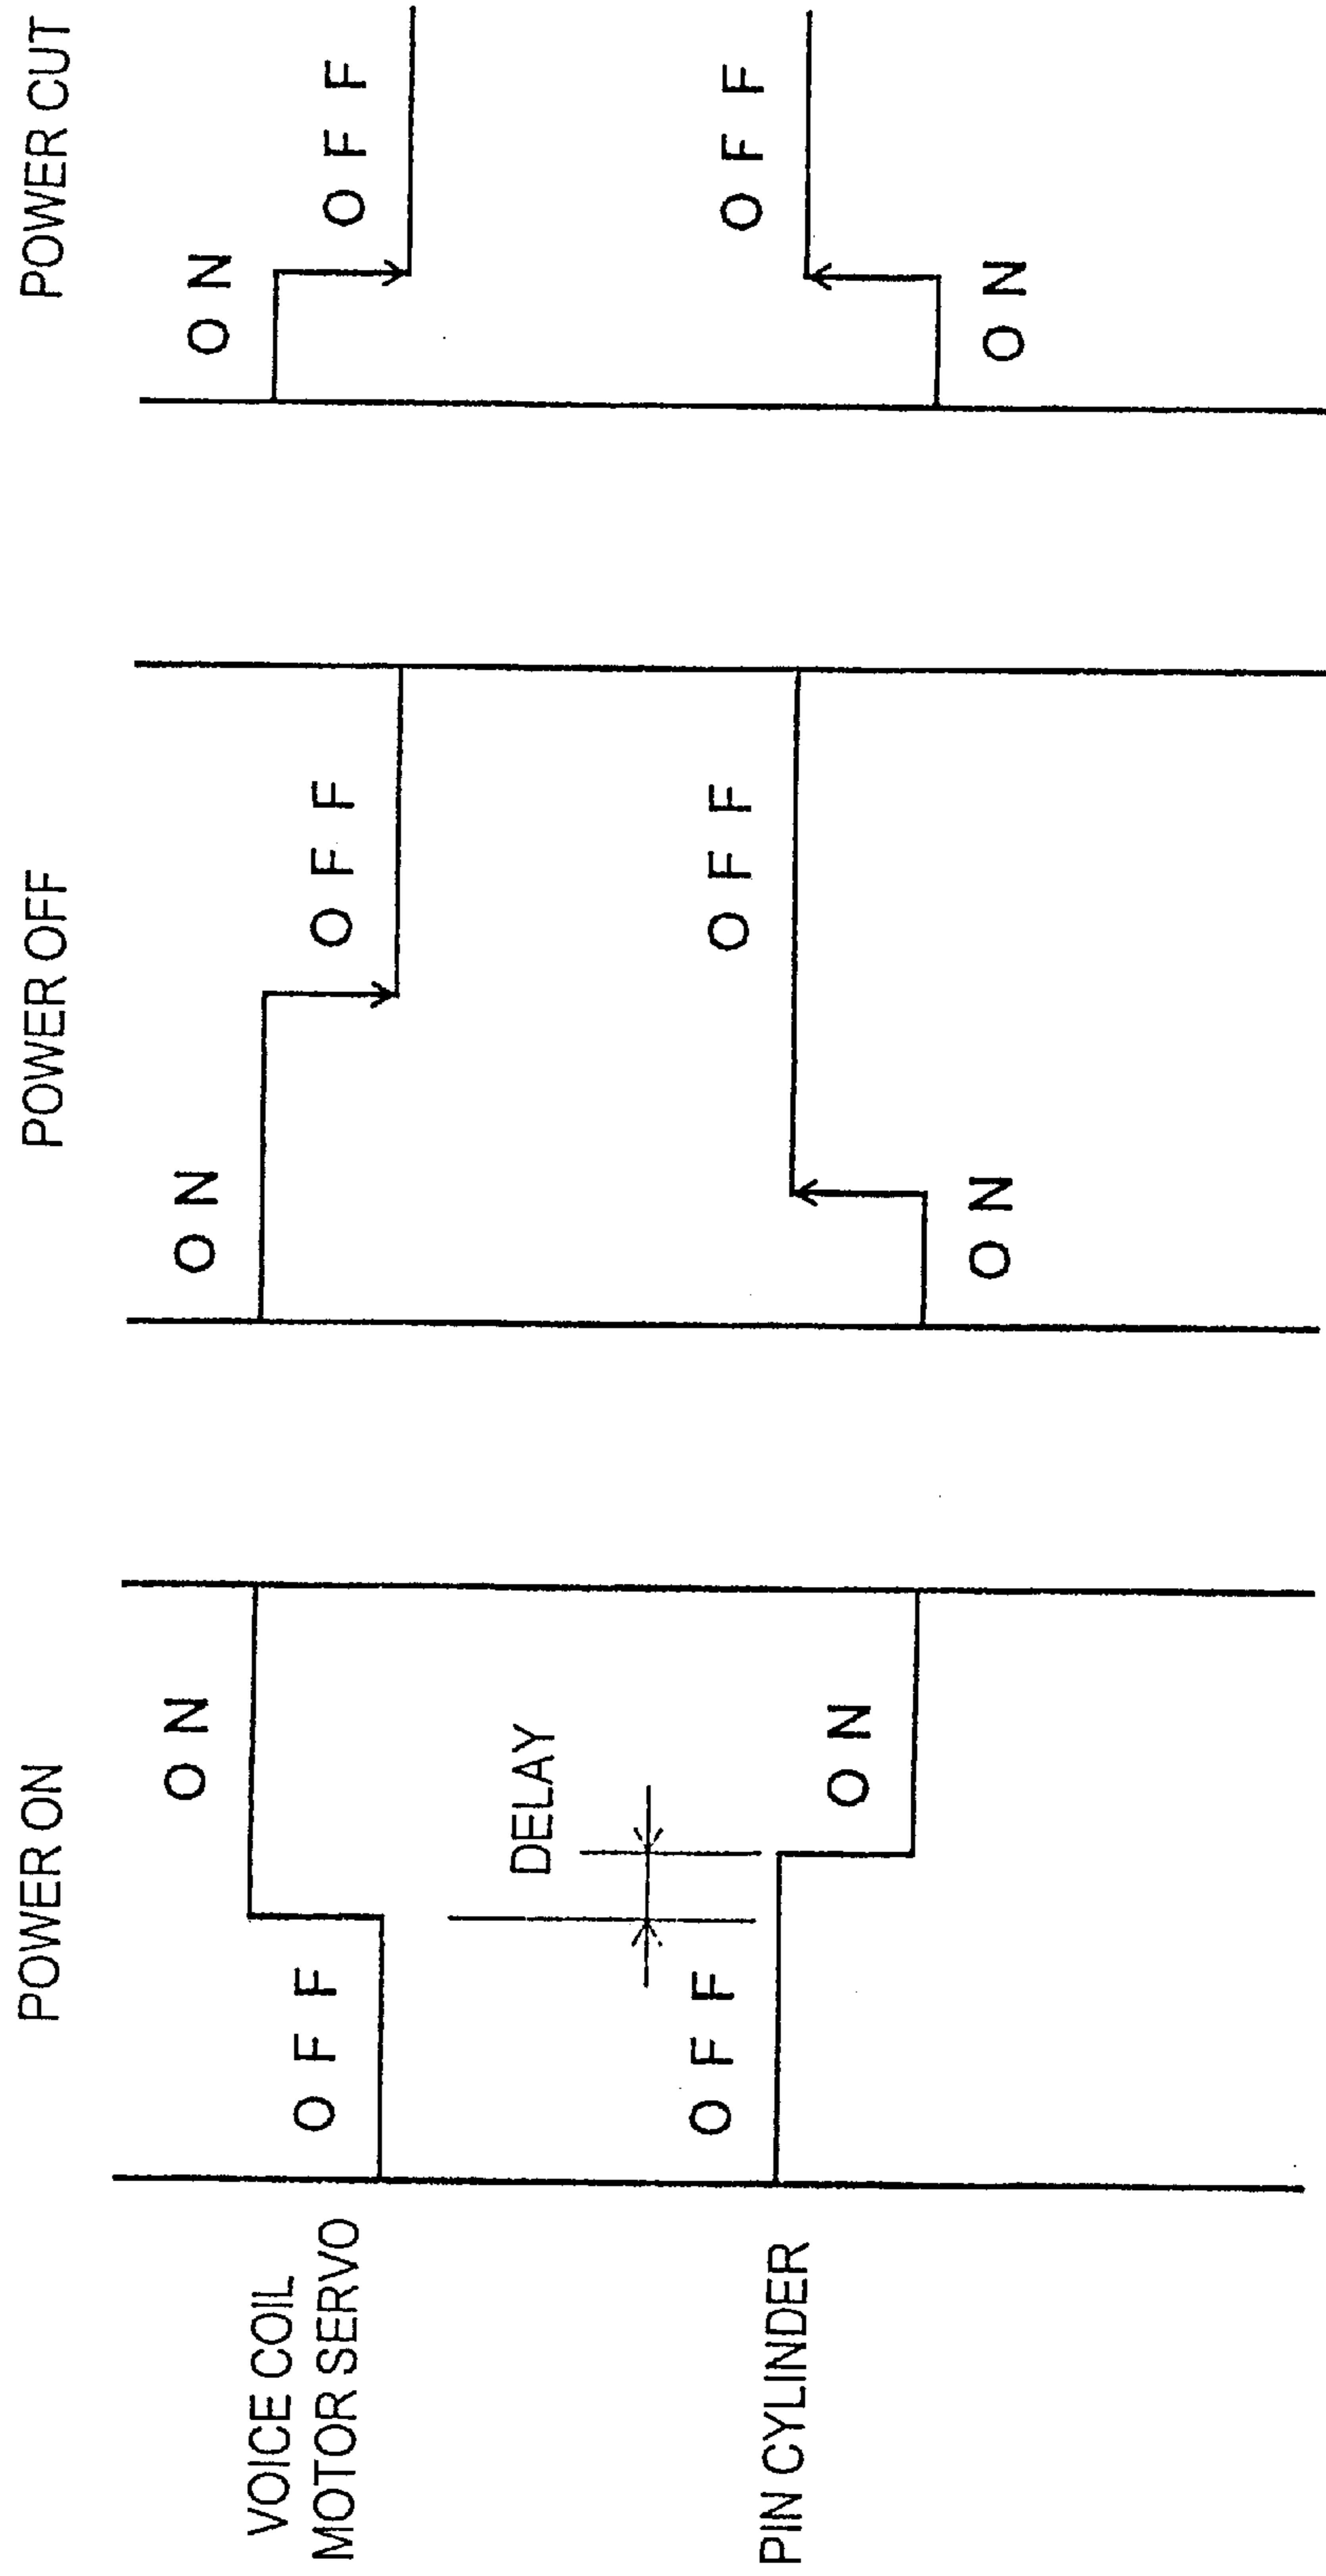 POWER ON
POWER OFF
POWER CUT
VOICE COIL
MOTOR SERVO
OFF
ON
ON
OFF
ON
OFF
DELAY
PIN CYLINDER
OFF
ON
ON
OFF
ON
OFF